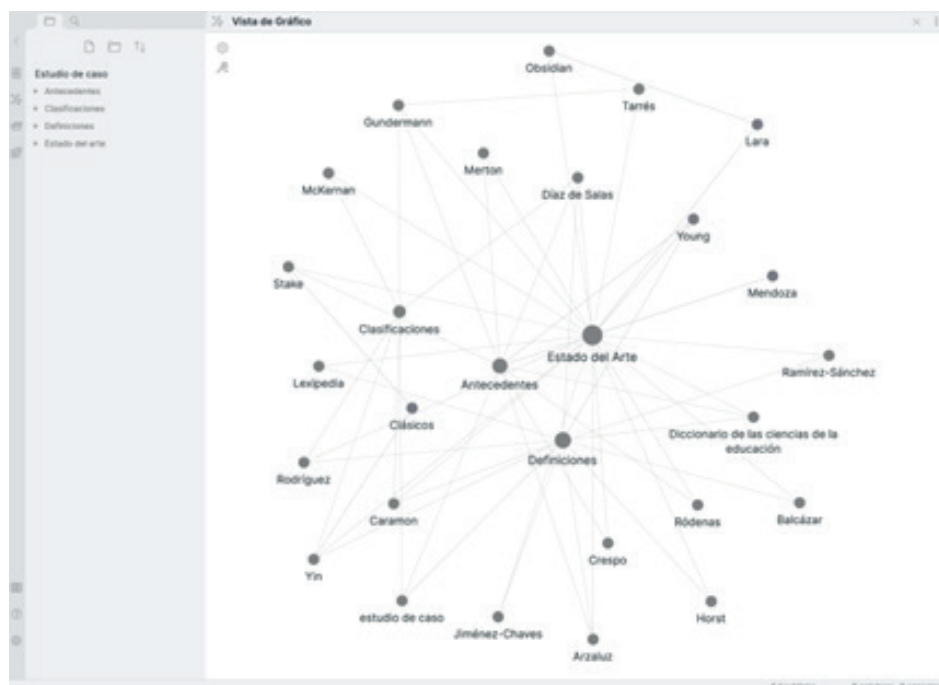 Vista de Gráfico
Estudio de caso
Antecedentes
Clasificaciones
Definiciones
Estado del arte
Obsidian
Tarrés
Gundermann
Lara
Merton
McKernan
Díaz de Salas
Young
Stake
Mendoza
Clasificaciones
Estado del Arte
Lexipedia
Antecedentes
Ramírez-Sánchez
Clásicos
Diccionario de las ciencias de la
educación
Definiciones
Rodríguez
Caramon
Ródenas
Balcázar
Crespo
Yin
estudio de caso
Jiménez-Chaves
Horst
Arzaluz